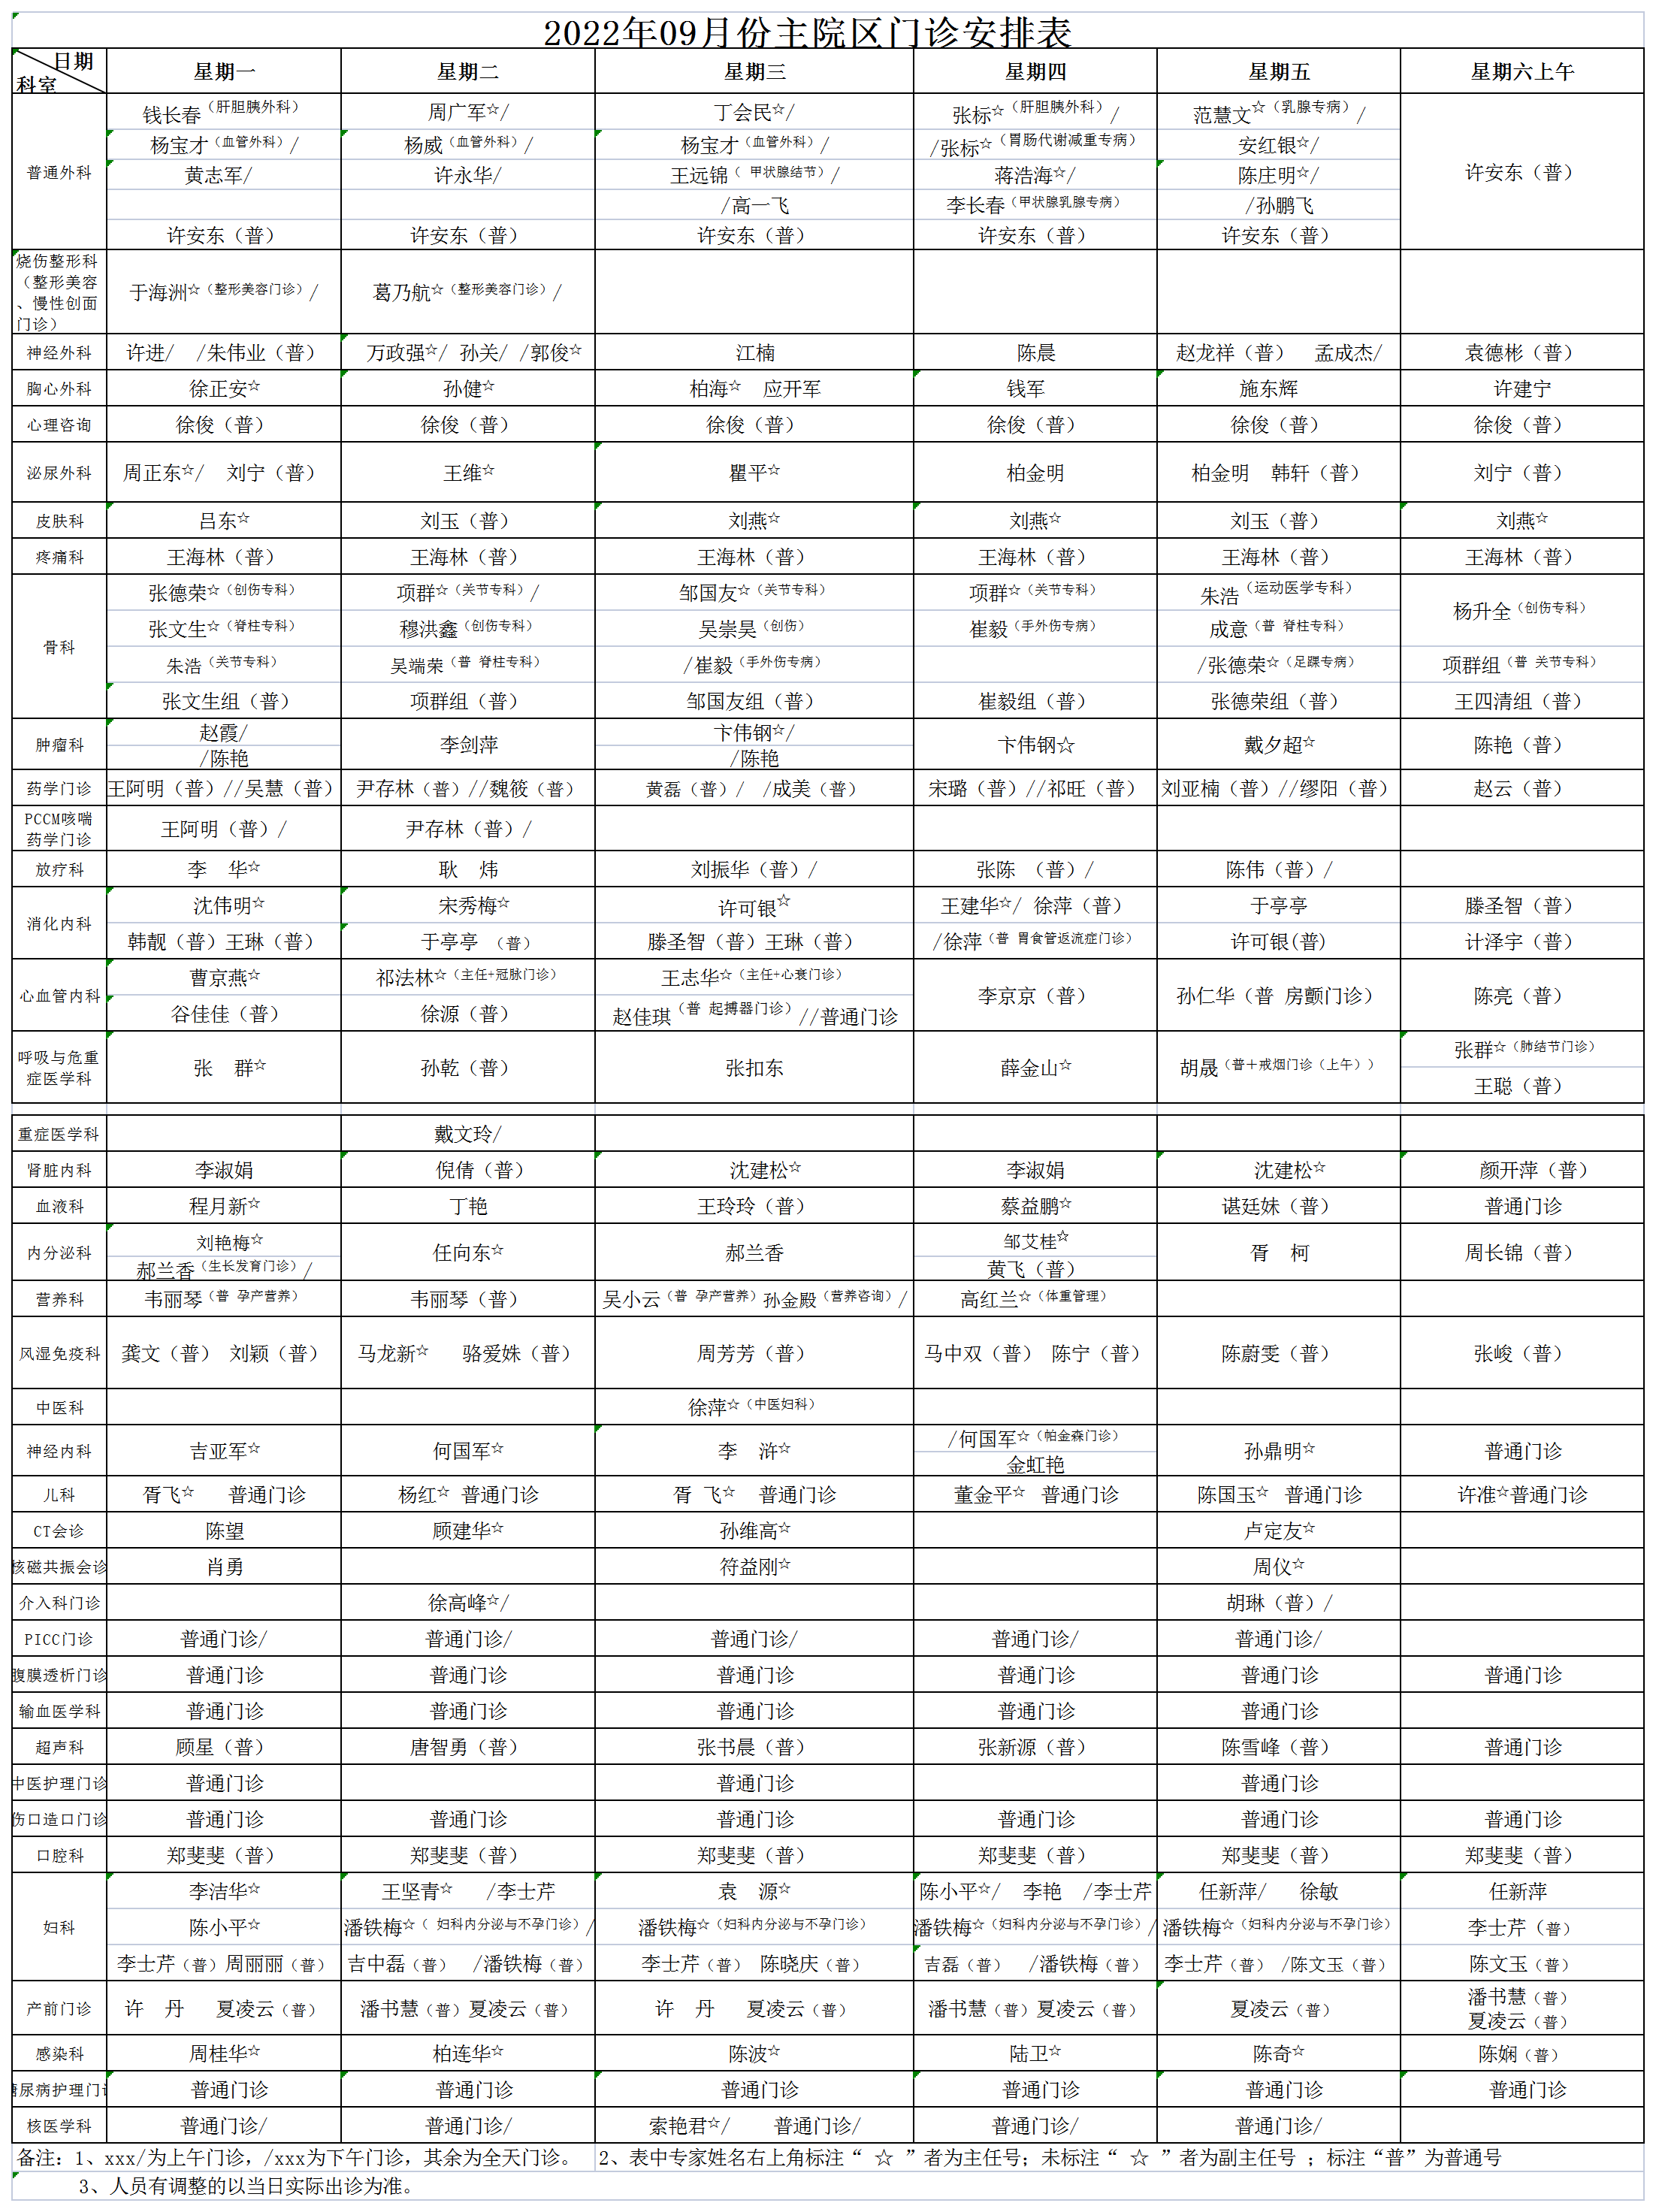 2022年09月份主院区门诊安排表
日期 科室 星期一 星期二 星期三 星期四 星期五 星期六上午
普通外科
钱长春（肝胆胰外科） 周广军☆/ 丁会民☆/ 张标☆（肝胆胰外科）/ 范慧文☆（乳腺专病）/ 许安东（普）
杨宝才（血管外科）/ 杨威（血管外科）/ 杨宝才（血管外科）/ /张标☆（胃肠代谢减重专病） 安红银☆/
黄志军/ 许永华/ 王远锦（ 甲状腺结节）/ 蒋浩海☆/ 陈庄明☆/
/高一飞 李长春（甲状腺乳腺专病） /孙鹏飞
许安东（普） 许安东（普） 许安东（普） 许安东（普） 许安东（普）
烧伤整形科
（整形美容
、慢性创面
门诊）
于海洲☆（整形美容门诊）/ 葛乃航☆（整形美容门诊）/
神经外科 许进/ /朱伟业（普） 万政强☆/ 孙关/ /郭俊☆ 江楠 陈晨 赵龙祥（普） 孟成杰/ 袁德彬（普）
胸心外科 徐正安☆ 孙健☆ 柏海☆ 应开军 钱军 施东辉 许建宁
心理咨询 徐俊（普） 徐俊（普） 徐俊（普） 徐俊（普） 徐俊（普） 徐俊（普）
泌尿外科 周正东☆/ 刘宁（普） 王维☆ 瞿平☆ 柏金明 柏金明 韩轩（普） 刘宁（普）
皮肤科 吕东☆ 刘玉（普） 刘燕☆ 刘燕☆ 刘玉（普） 刘燕☆
疼痛科 王海林（普） 王海林（普） 王海林（普） 王海林（普） 王海林（普） 王海林（普）
骨科
张德荣☆（创伤专科） 项群☆（关节专科）/ 邹国友☆（关节专科） 项群☆（关节专科） 朱浩（运动医学专科） 杨升全（创伤专科）
张文生☆（脊柱专科） 穆洪鑫（创伤专科） 吴崇昊（创伤） 崔毅（手外伤专病） 成意（普 脊柱专科）
朱浩（关节专科） 吴端荣（普 脊柱专科） /崔毅（手外伤专病） /张德荣☆（足踝专病） 项群组（普 关节专科）
张文生组（普） 项群组（普） 邹国友组（普） 崔毅组（普） 张德荣组（普） 王四清组（普）
肿瘤科
赵霞/ 李剑萍 卞伟钢☆/ 卞伟钢☆ 戴夕超☆ 陈艳（普）
/陈艳 /陈艳
药学门诊 王阿明（普）//吴慧（普） 尹存林（普）//魏筱（普） 黄磊（普）/ /成美（普） 宋璐（普）//祁旺（普） 刘亚楠（普）//缪阳（普） 赵云（普）
PCCM咳喘
药学门诊
王阿明（普）/ 尹存林（普）/
放疗科 李 华☆ 耿 炜 刘振华（普）/ 张陈 （普）/ 陈伟（普）/
消化内科
沈伟明☆ 宋秀梅☆ 许可银☆ 王建华☆/ 徐萍（普） 于亭亭 滕圣智（普）
韩靓（普）王琳（普） 于亭亭 （普） 滕圣智（普）王琳（普） /徐萍（普 胃食管返流症门诊） 许可银(普) 计泽宇（普）
心血管内科
曹京燕☆ 祁法林☆（主任+冠脉门诊） 王志华☆（主任+心衰门诊） 李京京（普） 孙仁华（普 房颤门诊） 陈亮（普）
谷佳佳（普） 徐源（普） 赵佳琪（普 起搏器门诊）//普通门诊
呼吸与危重
症医学科
张 群☆ 孙乾（普） 张扣东 薛金山☆ 胡晟（普＋戒烟门诊（上午）） 张群☆（肺结节门诊）
王聪（普）
重症医学科 戴文玲/
肾脏内科 李淑娟 倪倩（普） 沈建松☆ 李淑娟 沈建松☆ 颜开萍（普）
血液科 程月新☆ 丁艳 王玲玲（普） 蔡益鹏☆ 谌廷妹（普） 普通门诊
内分泌科
刘艳梅☆ 任向东☆ 郝兰香 邹艾桂☆ 胥 柯 周长锦（普）
郝兰香（生长发育门诊）/ 黄飞（普）
营养科 韦丽琴（普 孕产营养） 韦丽琴（普） 吴小云（普 孕产营养）孙金殿（营养咨询）/ 高红兰☆（体重管理）
风湿免疫科 龚文（普） 刘颖（普） 马龙新☆ 骆爱姝（普） 周芳芳（普） 马中双（普） 陈宁（普） 陈蔚雯（普） 张峻（普）
中医科 徐萍☆（中医妇科）
神经内科
吉亚军☆ 何国军☆ 李 浒☆ /何国军☆（帕金森门诊） 孙鼎明☆ 普通门诊
金虹艳
儿科 胥飞☆ 普通门诊 杨红☆ 普通门诊 胥 飞☆ 普通门诊 董金平☆ 普通门诊 陈国玉☆ 普通门诊 许准☆普通门诊
CT会诊 陈望 顾建华☆ 孙维高☆ 卢定友☆
核磁共振会诊 肖勇 符益刚☆ 周仪☆
介入科门诊 徐高峰☆/ 胡琳（普）/
PICC门诊 普通门诊/ 普通门诊/ 普通门诊/ 普通门诊/ 普通门诊/
腹膜透析门诊 普通门诊 普通门诊 普通门诊 普通门诊 普通门诊 普通门诊
输血医学科 普通门诊 普通门诊 普通门诊 普通门诊 普通门诊
超声科 顾星（普） 唐智勇（普） 张书晨（普） 张新源（普） 陈雪峰（普） 普通门诊
中医护理门诊 普通门诊 普通门诊 普通门诊
伤口造口门诊 普通门诊 普通门诊 普通门诊 普通门诊 普通门诊 普通门诊
口腔科 郑斐斐（普） 郑斐斐（普） 郑斐斐（普） 郑斐斐（普） 郑斐斐（普） 郑斐斐（普）
妇科
李洁华☆ 王坚青☆ /李士芹 袁 源☆ 陈小平☆/ 李艳 /李士芹 任新萍/ 徐敏 任新萍
陈小平☆ 潘铁梅☆（ 妇科内分泌与不孕门诊）/ 潘铁梅☆（妇科内分泌与不孕门诊） 潘铁梅☆（妇科内分泌与不孕门诊）/ 潘铁梅☆（妇科内分泌与不孕门诊） 李士芹（普）
李士芹（普）周丽丽（普） 吉中磊（普） /潘铁梅（普） 李士芹（普） 陈晓庆（普） 吉磊（普） /潘铁梅（普） 李士芹（普） /陈文玉（普） 陈文玉（普）
产前门诊 许 丹 夏凌云（普） 潘书慧（普）夏凌云（普） 许 丹 夏凌云（普） 潘书慧（普）夏凌云（普） 夏凌云（普） 潘书慧（普）
夏凌云（普）
感染科 周桂华☆ 柏连华☆ 陈波☆ 陆卫☆ 陈奇☆ 陈娴（普）
尿病护理门 普通门诊 普通门诊 普通门诊 普通门诊 普通门诊 普通门诊
核医学科 普通门诊/ 普通门诊/ 索艳君☆/ 普通门诊/ 普通门诊/ 普通门诊/
备注：1、xxx/为上午门诊，/xxx为下午门诊，其余为全天门诊。 2、表中专家姓名右上角标注“ ☆ ”者为主任号；未标注“ ☆ ”者为副主任号 ；标注“普”为普通号
3、人员有调整的以当日实际出诊为准。